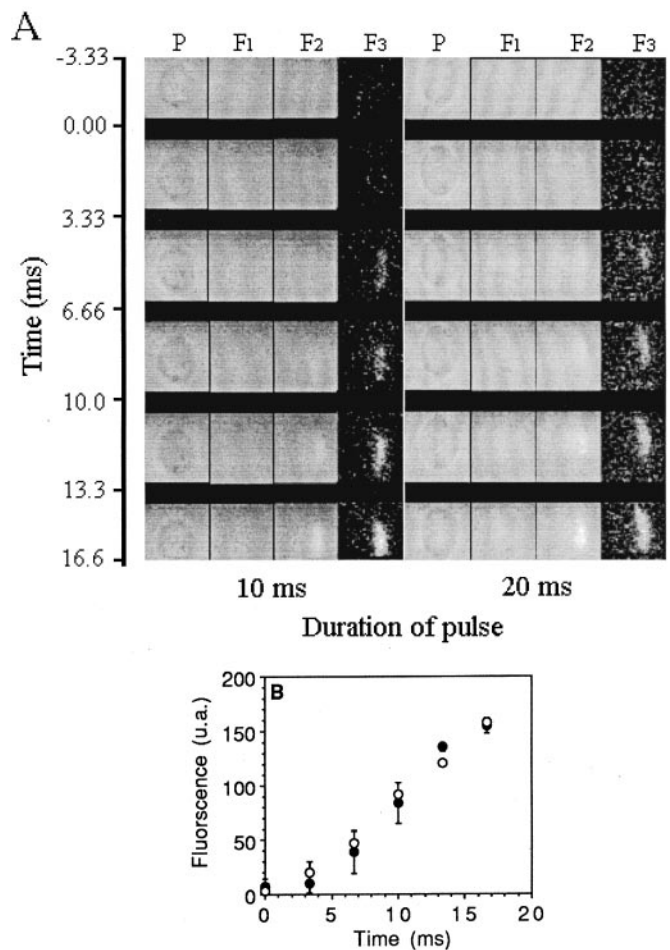 A
P F1 F2 F3 P F1 F2 F3
-3.33
0.00
3.33
6.66
10.0
13.3
16.6
Time (ms)
10 ms 20 ms
Duration of pulse
B
200
150
100
50
0
Fluorescence (u.a.)
0 5 10 15 20
Time (ms)